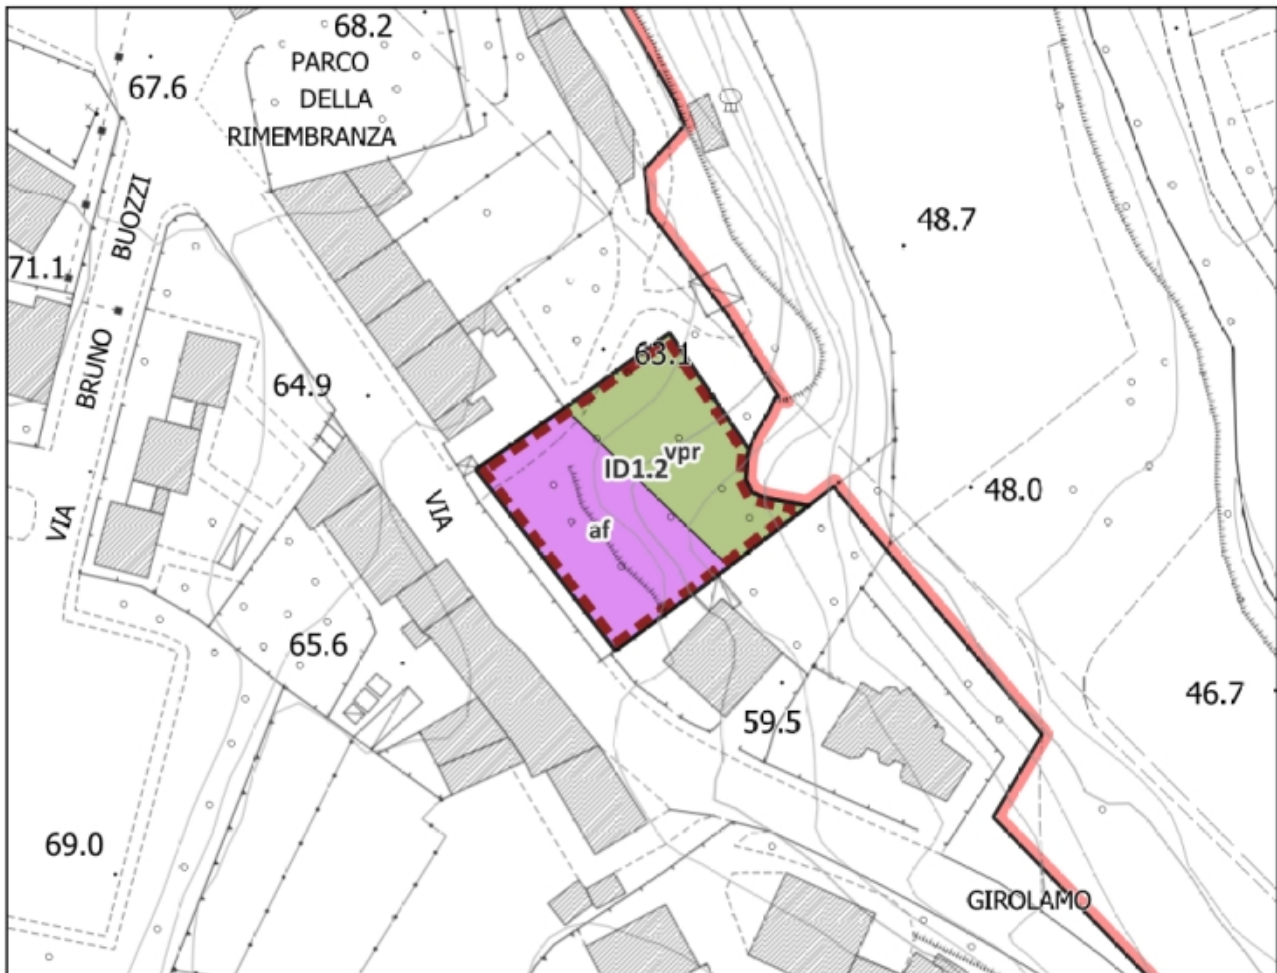 68.2
PARCO
DELLA
RIMEMBRANZA
67.6
BUOZZI
48.7
71.1
BRUNO
63.1
64.9
vpr
ID1.2
48.0
VIA
VIA
af
65.6
46.7
59.5
69.0
GIROLAMO